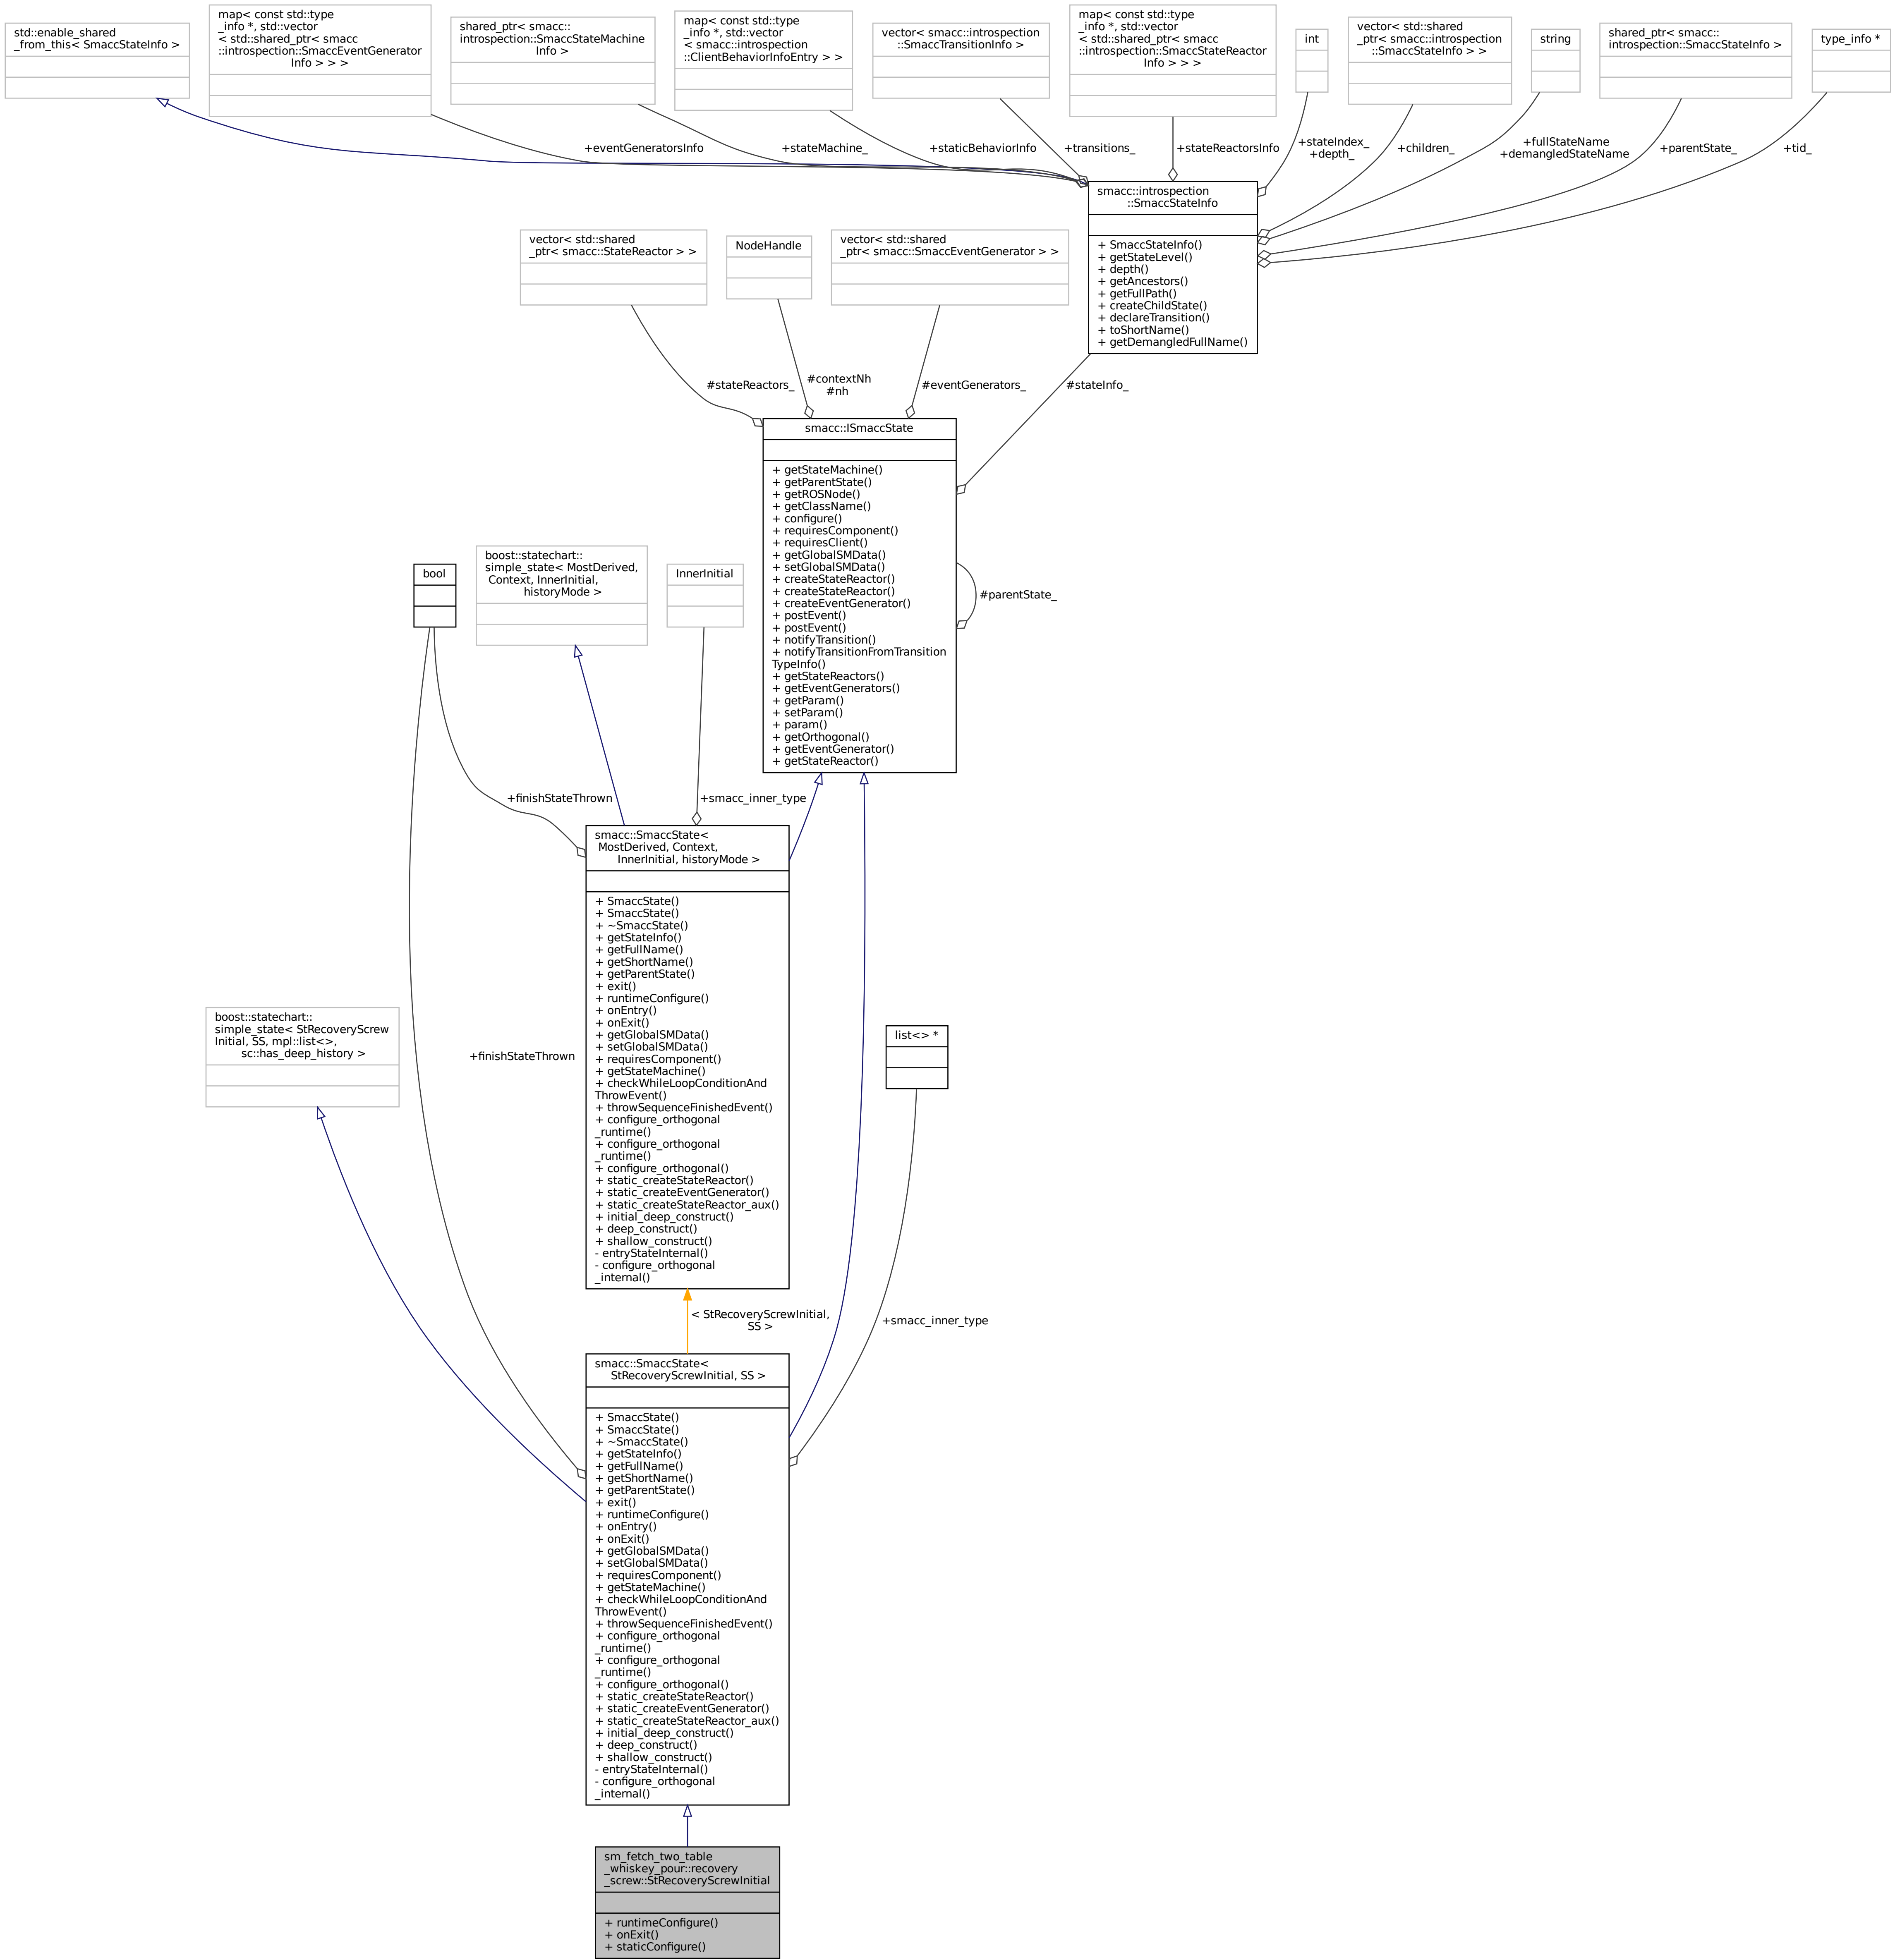 std::enable_shared
_from_this< SmaccStateInfo >
map< const std::type
_info *, std::vector
< std::shared_ptr< smacc
::introspection::SmaccEventGenerator
Info > > >
shared_ptr< smacc::
introspection::SmaccStateMachine
Info >
map< const std::type
_info *, std::vector
< smacc::introspection
::ClientBehaviorInfoEntry > >
vector< smacc::introspection
::SmaccTransitionInfo >
map< const std::type
_info *, std::vector
< std::shared_ptr< smacc
::introspection::SmaccStateReactor
Info > > >
int
vector< std::shared
_ptr< smacc::introspection
::SmaccStateInfo > >
string
shared_ptr< smacc::
introspection::SmaccStateInfo >
type_info *
+eventGeneratorsInfo
+stateMachine_
+staticBehaviorInfo
+transitions_
+stateReactorsInfo
+stateIndex_
+depth_
+children_
+fullStateName
+demangledStateName
+parentState_
+tid_
smacc::introspection
::SmaccStateInfo
+ SmaccStateInfo()
+ getStateLevel()
+ depth()
+ getAncestors()
+ getFullPath()
+ createChildState()
+ declareTransition()
+ toShortName()
+ getDemangledFullName()
vector< std::shared
_ptr< smacc::StateReactor > >
NodeHandle
vector< std::shared
_ptr< smacc::SmaccEventGenerator > >
#stateReactors_
#contextNh
#nh
#eventGenerators_
#stateInfo_
smacc::ISmaccState
+ getStateMachine()
+ getParentState()
+ getROSNode()
+ getClassName()
+ configure()
+ requiresComponent()
+ requiresClient()
+ getGlobalSMData()
+ setGlobalSMData()
+ createStateReactor()
+ createStateReactor()
+ createEventGenerator()
+ postEvent()
+ postEvent()
+ notifyTransition()
+ notifyTransitionFromTransition
TypeInfo()
+ getStateReactors()
+ getEventGenerators()
+ getParam()
+ setParam()
+ param()
+ getOrthogonal()
+ getEventGenerator()
+ getStateReactor()
#parentState_
bool
boost::statechart::
simple_state< MostDerived,
Context, InnerInitial,
historyMode >
InnerInitial
+finishStateThrown
+smacc_inner_type
smacc::SmaccState<
MostDerived, Context,
InnerInitial, historyMode >
+ SmaccState()
+ SmaccState()
+ ~SmaccState()
+ getStateInfo()
+ getFullName()
+ getShortName()
+ getParentState()
+ exit()
+ runtimeConfigure()
+ onEntry()
+ onExit()
+ getGlobalSMData()
+ setGlobalSMData()
+ requiresComponent()
+ getStateMachine()
+ checkWhileLoopConditionAnd
ThrowEvent()
+ throwSequenceFinishedEvent()
+ configure_orthogonal
_runtime()
+ configure_orthogonal
_runtime()
+ configure_orthogonal()
+ static_createStateReactor()
+ static_createEventGenerator()
+ static_createStateReactor_aux()
+ initial_deep_construct()
+ deep_construct()
+ shallow_construct()
- entryStateInternal()
- configure_orthogonal
_internal()
boost::statechart::
simple_state< StRecoveryScrew
Initial, SS, mpl::list<>,
sc::has_deep_history >
+finishStateThrown
list<> *
< StRecoveryScrewInitial,
SS >
+smacc_inner_type
smacc::SmaccState<
StRecoveryScrewInitial, SS >
+ SmaccState()
+ SmaccState()
+ ~SmaccState()
+ getStateInfo()
+ getFullName()
+ getShortName()
+ getParentState()
+ exit()
+ runtimeConfigure()
+ onEntry()
+ onExit()
+ getGlobalSMData()
+ setGlobalSMData()
+ requiresComponent()
+ getStateMachine()
+ checkWhileLoopConditionAnd
ThrowEvent()
+ throwSequenceFinishedEvent()
+ configure_orthogonal
_runtime()
+ configure_orthogonal
_runtime()
+ configure_orthogonal()
+ static_createStateReactor()
+ static_createEventGenerator()
+ static_createStateReactor_aux()
+ initial_deep_construct()
+ deep_construct()
+ shallow_construct()
- entryStateInternal()
- configure_orthogonal
_internal()
sm_fetch_two_table
_whiskey_pour::recovery
_screw::StRecoveryScrewInitial
+ runtimeConfigure()
+ onExit()
+ staticConfigure()